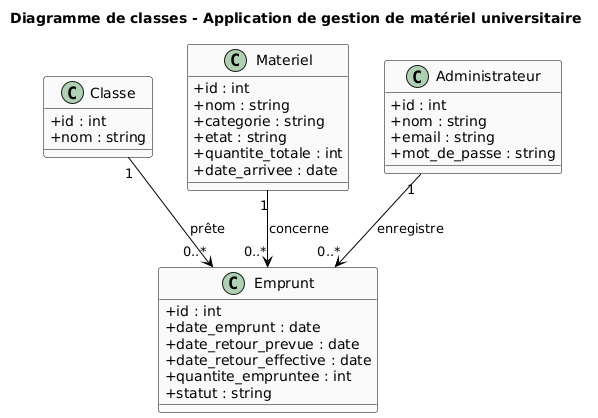 Diagramme de classes - Application de gestion de matériel universitaire
C Classe
+id : int
+nom : string
C Materiel
+id : int
+nom : string
+categorie : string
+etat : string
+quantite_totale : int
+date_arrivee : date
C Administrateur
+id : int
+nom : string
+email : string
+mot_de_passe : string
1
1
1
prête
concerne
enregistre
0..*
0..*
0..*
C Emprunt
+id : int
+date_emprunt : date
+date_retour_prevue : date
+date_retour_effective : date
+quantite_empruntee : int
+statut : string